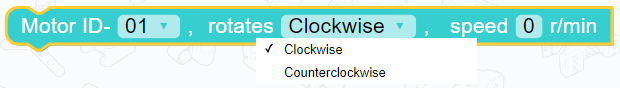 Motor ID- 01 , rotates Clockwise , speed 0 r/min
✓ Clockwise
Counterclockwise